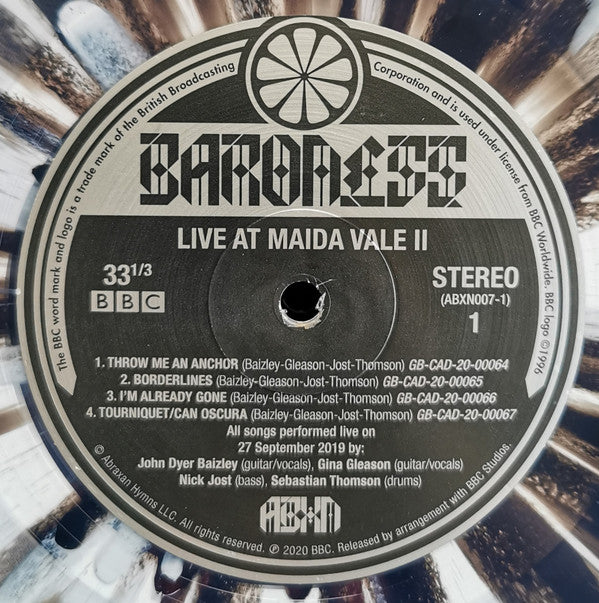 The BBC word mark and logo is a trade mark of the British Broadcasting Corporation and is used under license from BBC Worldwide. BBC logo ©1996
BARONESS
LIVE AT MAIDA VALE II
33 1/3
BBC
STEREO
(ABXN007-1)
1
1. THROW ME AN ANCHOR (Baizley-Gleason-Jost-Thomson) GB-CAD-20-00064
2. BORDERLINES (Baizley-Gleason-Jost-Thomson) GB-CAD-20-00065
3. I'M ALREADY GONE (Baizley-Gleason-Jost-Thomson) GB-CAD-20-00066
4. TOURNIQUET/CAN OSCURA (Baizley-Gleason-Jost-Thomson) GB-CAD-20-00067
All songs performed live on
27 September 2019 by:
John Dyer Baizley (guitar/vocals), Gina Gleason (guitar/vocals)
Nick Jost (bass), Sebastian Thomson (drums)
ABXN
© Abraxan Hymns LLC. All rights reserved. ℗ 2020 BBC. Released by arrangement with BBC Studios.